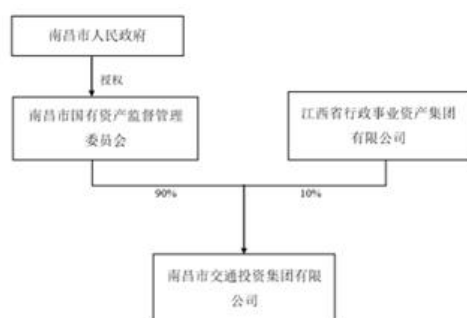 南昌市人民政府
授权
南昌市国有资产监督管理
委员会
江西省行政事业资产集团
有限公司
90%
10%
南昌市交通投资集团有限
公司